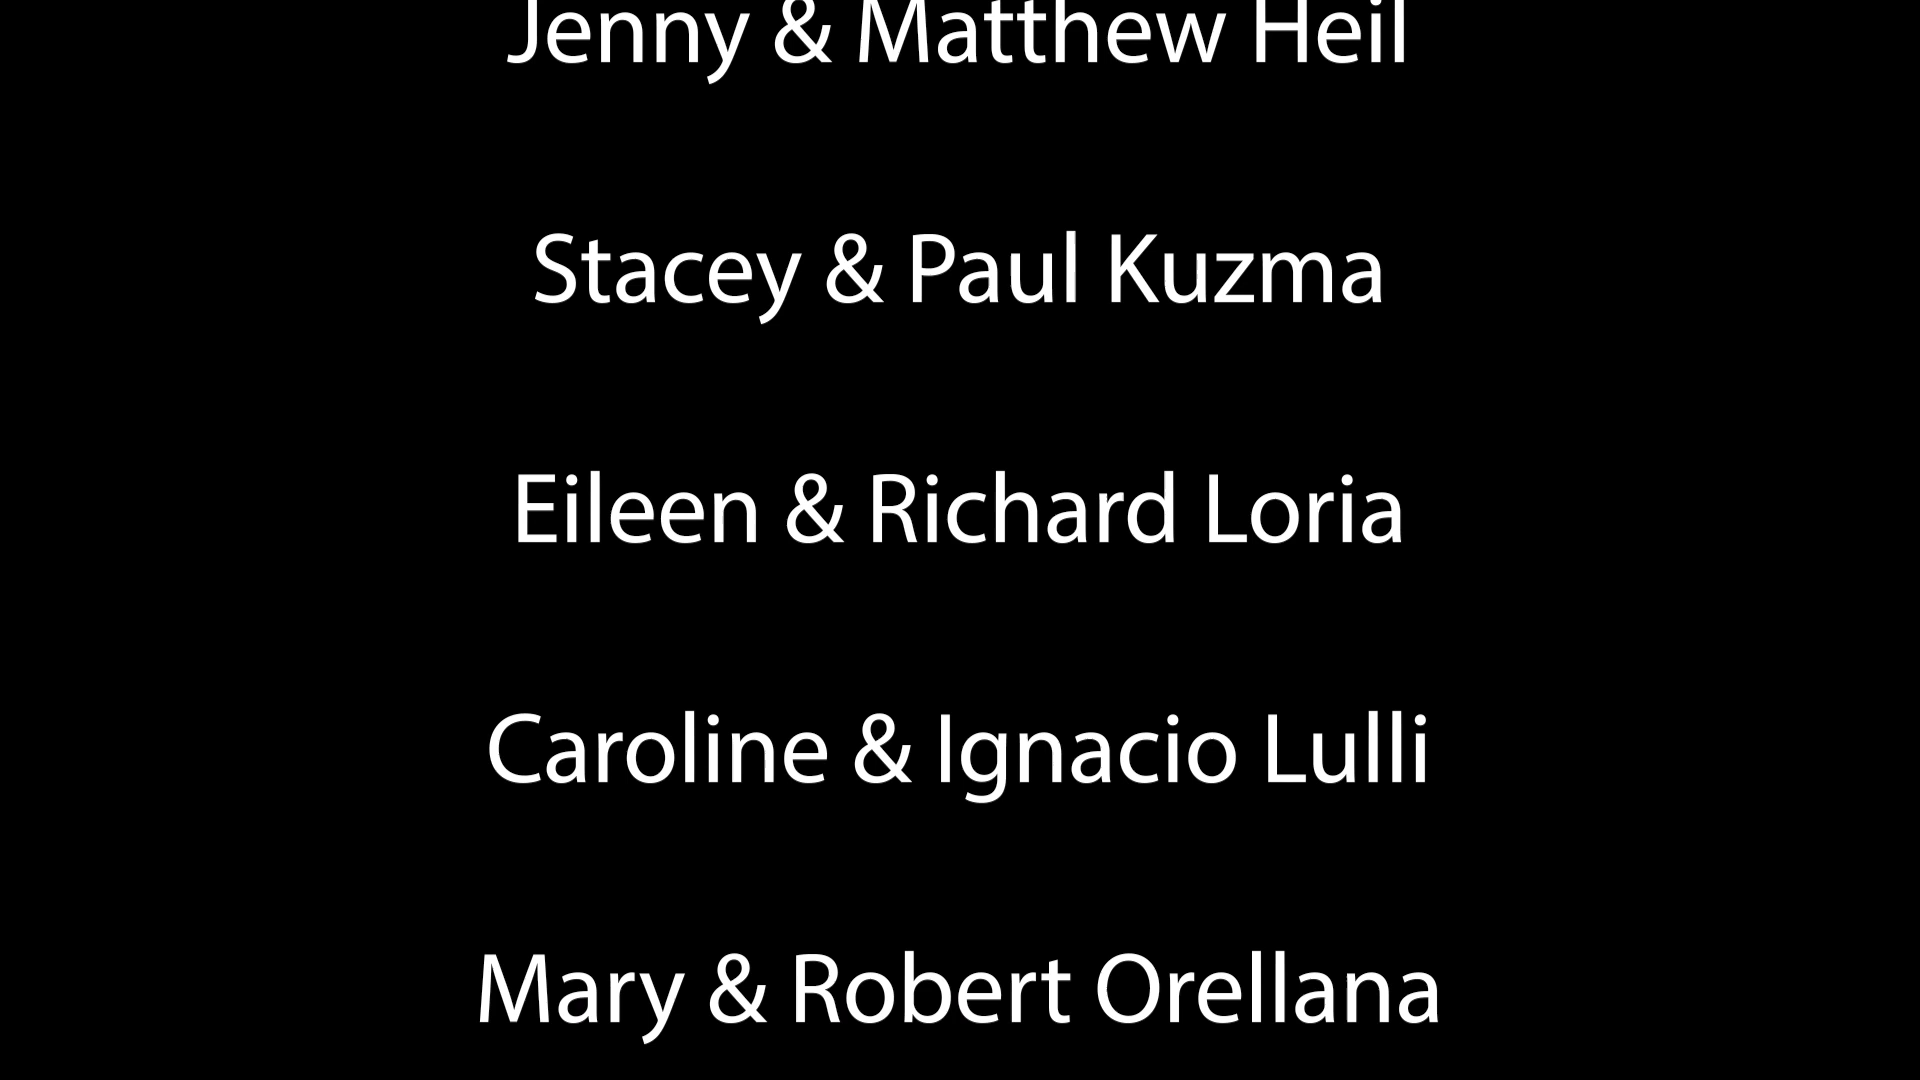 Jenny & Matthew Heil
Stacey & Paul Kuzma
Eileen & Richard Loria
Caroline & Ignacio Lulli
Mary & Robert Orellana